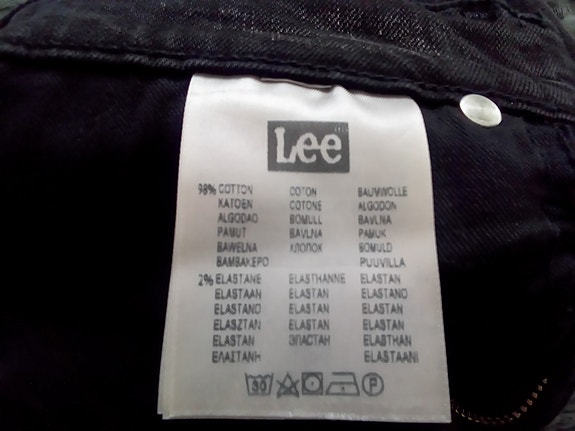 Lee
98% COTTON COTON BAUMWOLLE
KATOEN COTONE ALGODON
ALGODAO BOMULL BAVLNA
PAMUT BAVLNA PAMUK
BAWELNA ХЛОПОК BOMULD
ΒΑΜΒΑΚΕΡΟ PUUVILLA
2% ELASTANE ELASTHANNE ELASTAN
ELASTAAN ELASTAN ELASTANO
ELASTANO ELASTAN ELASTAN
ELASZTAN ELASTAN ELASTAN
ELASTAN ЭЛАСТАН ELASTHAN
ΕΛΑΣΤΑΝΗ ELASTAANI
P